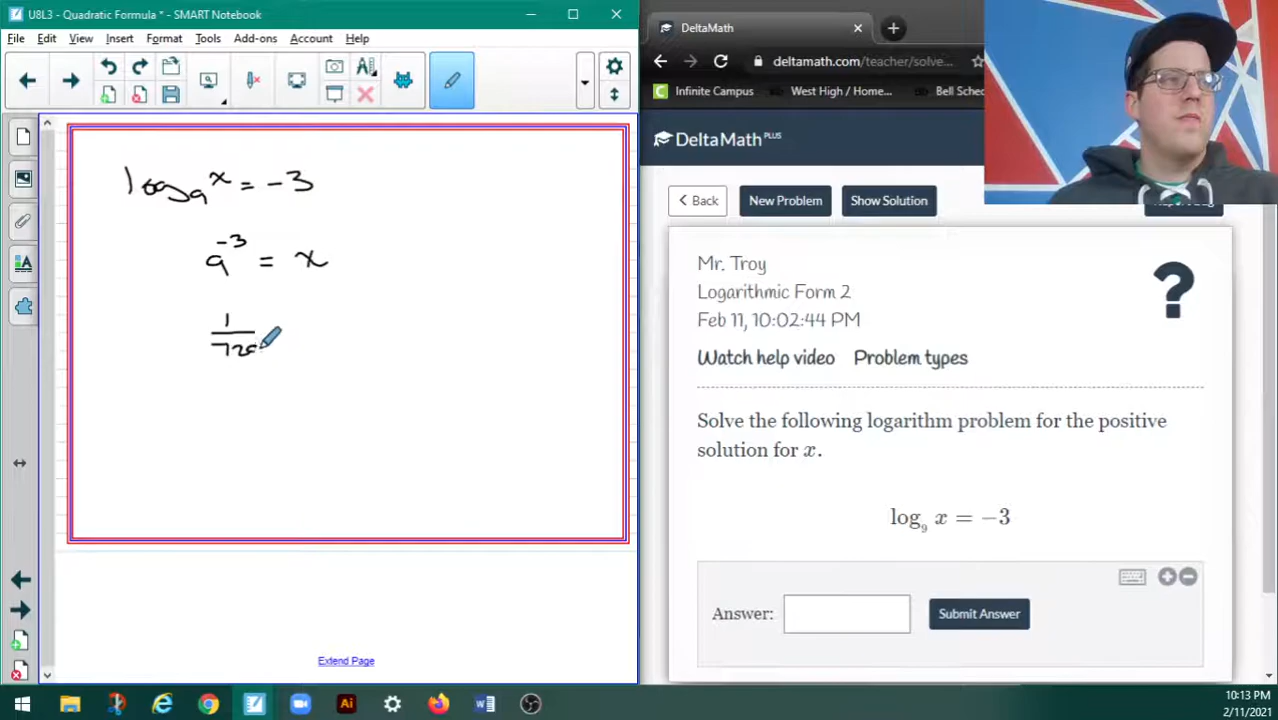 U8L3 - Quadratic Formula * - SMART Notebook
File Edit View Insert Format Tools Add-ons Account Help
log₉ x = -3
9⁻³ = x
1
729
Extend Page
DeltaMath
deltamath.com/teacher/solve...
Infinite Campus
West High / Home...
Bell Sche
DeltaMath PLUS
< Back
New Problem
Show Solution
Mr. Troy
Logarithmic Form 2
Feb 11, 10:02:44 PM
Watch help video Problem types
Solve the following logarithm problem for the positive
solution for x.
log₉ x = −3
Answer:
Submit Answer
10:13 PM
2/11/2021